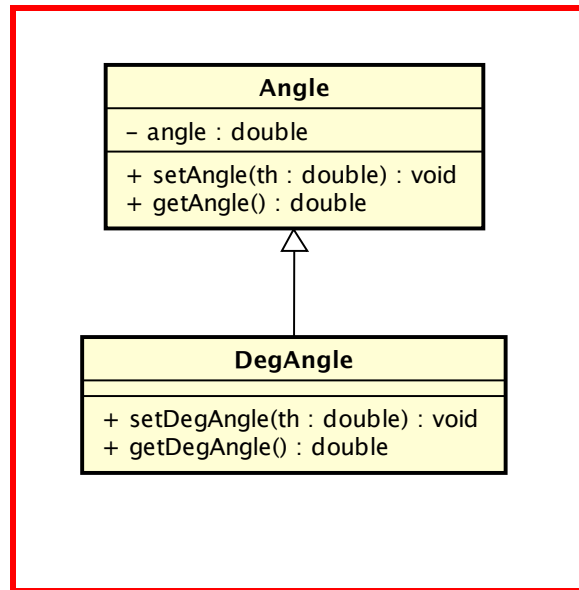 Angle
– angle : double
+ setAngle(th : double) : void
+ getAngle() : double
DegAngle
+ setDegAngle(th : double) : void
+ getDegAngle() : double